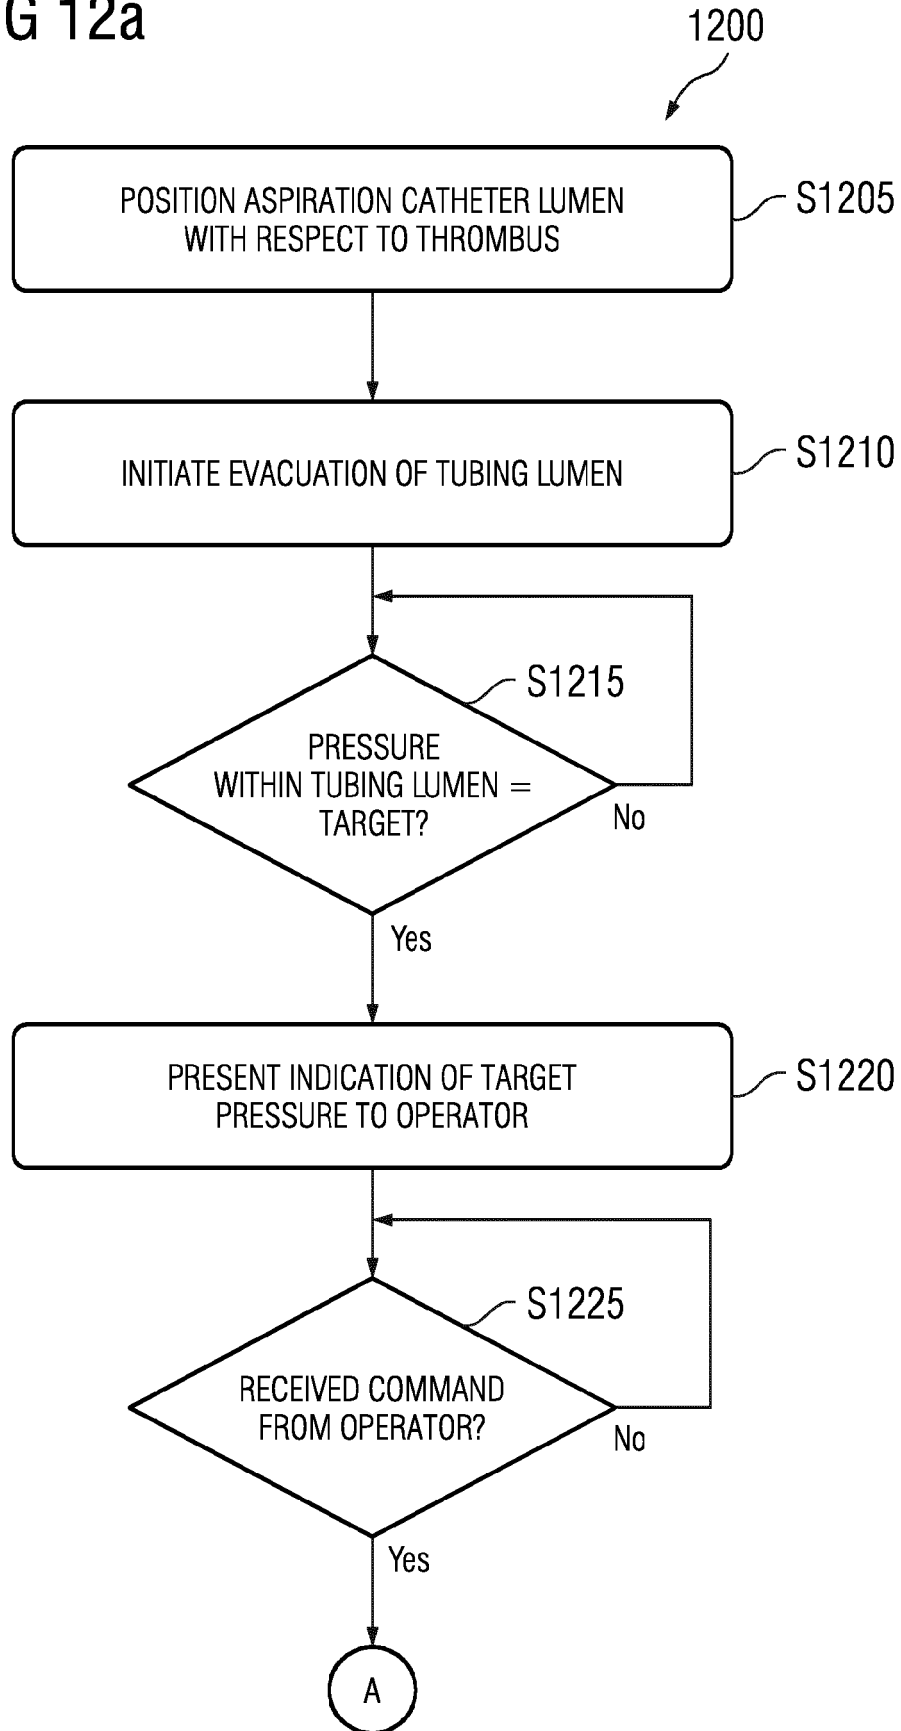 G 12a
1200
POSITION ASPIRATION CATHETER LUMEN
WITH RESPECT TO THROMBUS
S1205
INITIATE EVACUATION OF TUBING LUMEN
S1210
S1215
PRESSURE
WITHIN TUBING LUMEN =
TARGET?
No
Yes
PRESENT INDICATION OF TARGET
PRESSURE TO OPERATOR
S1220
S1225
RECEIVED COMMAND
FROM OPERATOR?
No
Yes
A